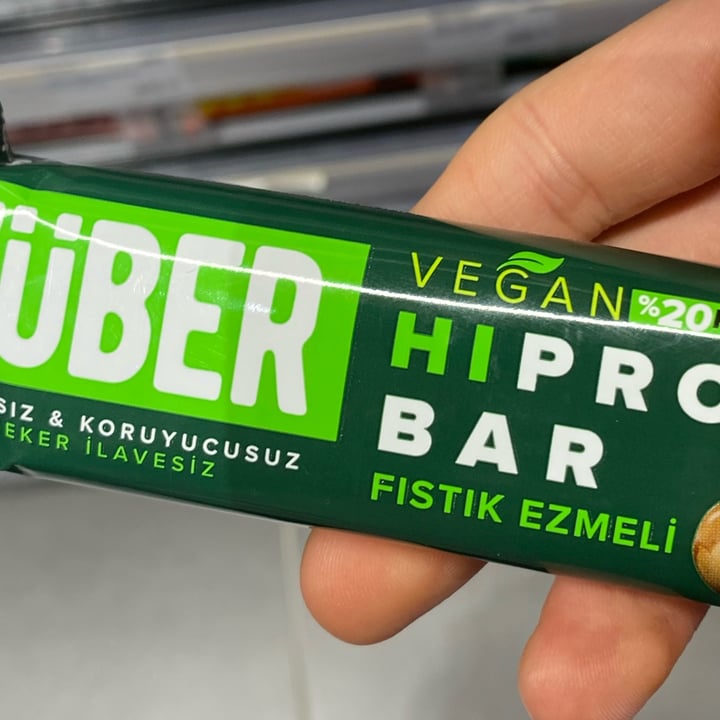 ÜBER
SIZ & KORUYUCUSUZ
EKER İLAVESİZ
VEGAN
%20
HIPRO
BAR
FISTIK EZMELİ